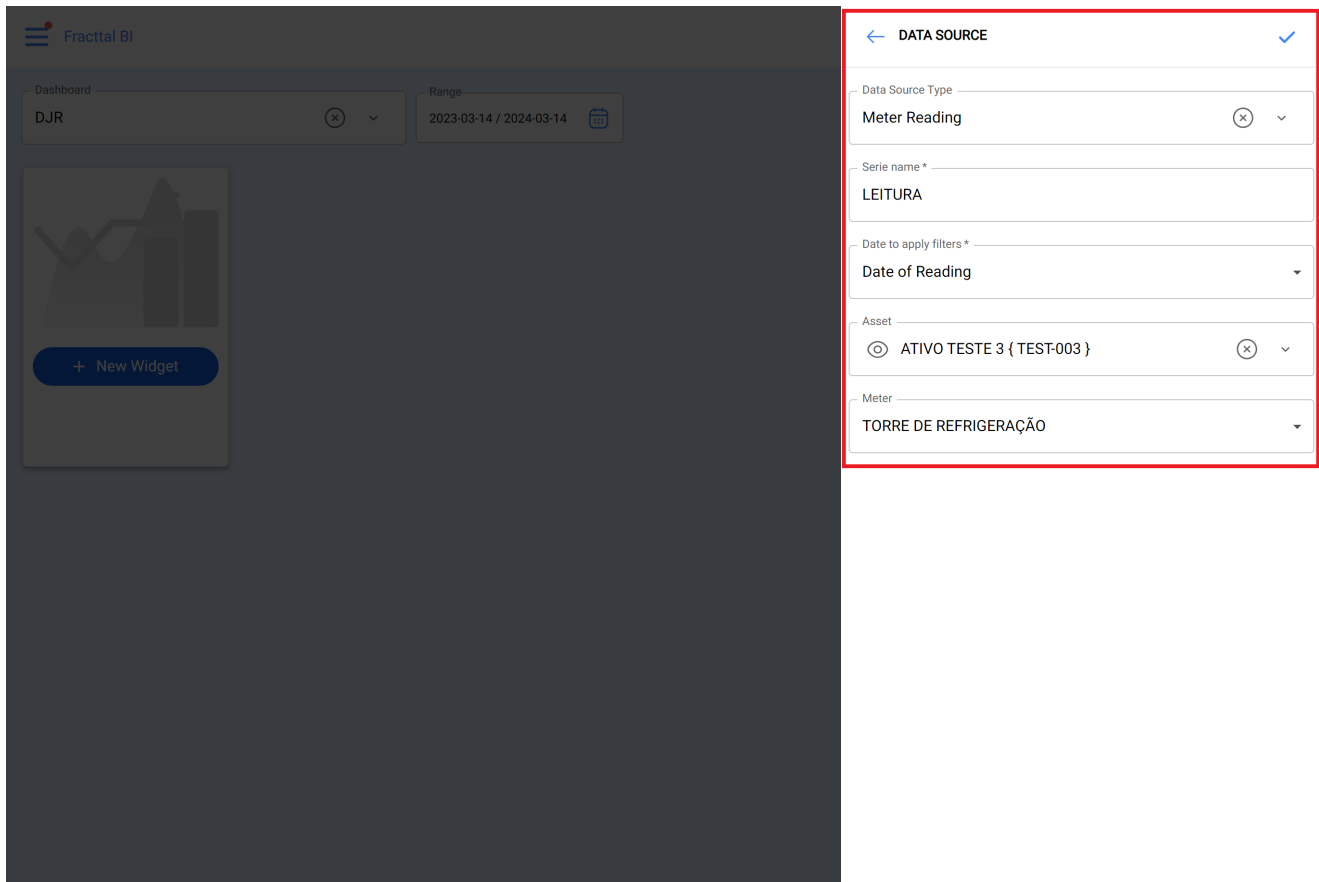 Fracttal BI
Dashboard
DJR
Range
2023-03-14 / 2024-03-14
+ New Widget
DATA SOURCE
Data Source Type
Meter Reading
Serie name *
LEITURA
Date to apply filters *
Date of Reading
Asset
ATIVO TESTE 3 { TEST-003 }
Meter
TORRE DE REFRIGERAÇÃO